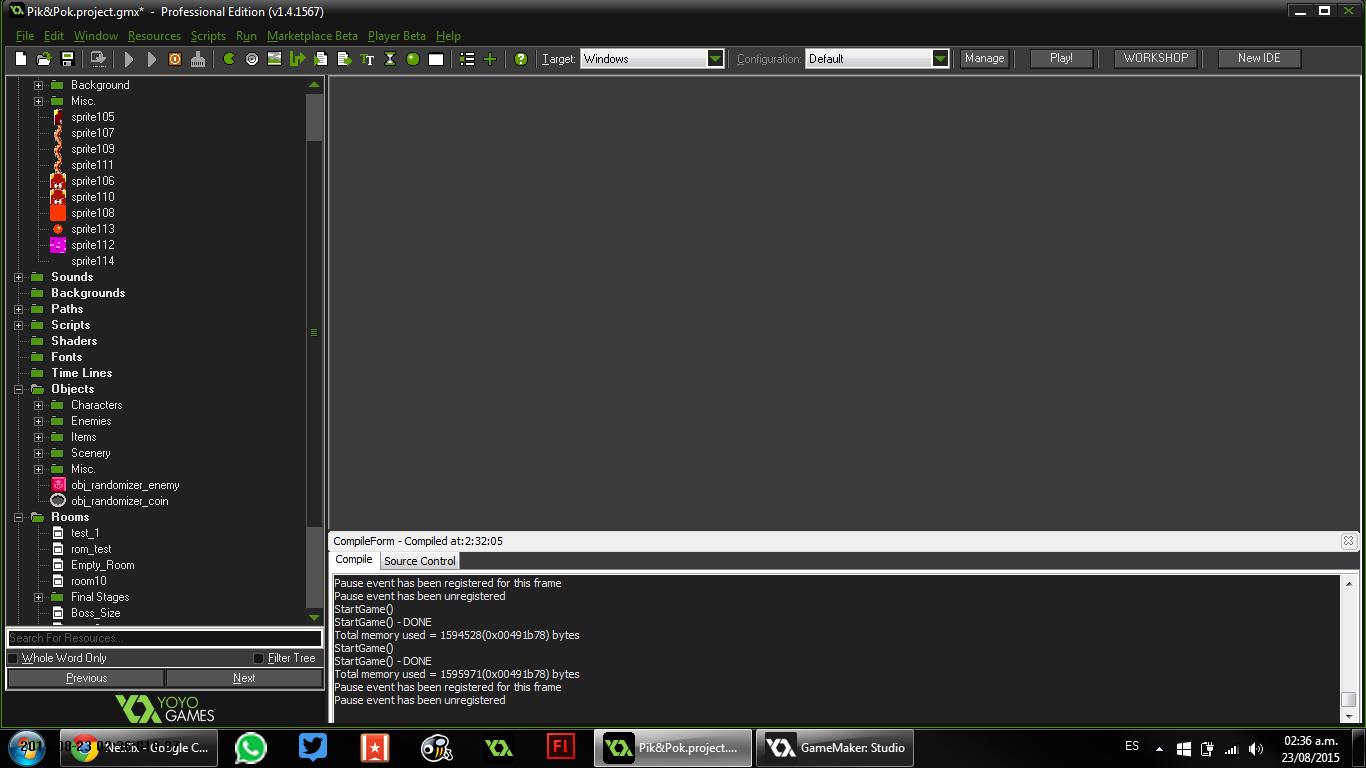 Pik&Pok.project.gmx* - Professional Edition (v1.4.1567)
File Edit Window Resources Scripts Run Marketplace Beta Player Beta Help
Target: Windows Configuration: Default Manage Play! WORKSHOP New IDE
Background
Misc.
sprite105
sprite107
sprite109
sprite111
sprite106
sprite110
sprite108
sprite113
sprite112
sprite114
Sounds
Backgrounds
Paths
Scripts
Shaders
Fonts
Time Lines
Objects
Characters
Enemies
Items
Scenery
Misc.
obj_randomizer_enemy
obj_randomizer_coin
Rooms
test_1
rom_test
Empty_Room
room10
Final Stages
Boss_Size
Search For Resources...
Whole Word Only Filter Tree
Previous Next
YOYO
GAMES
CompileForm - Compiled at:2:32:05
Compile Source Control
Pause event has been registered for this frame
Pause event has been unregistered
StartGame()
StartGame() - DONE
Total memory used = 1594528(0x00491b78) bytes
StartGame()
StartGame() - DONE
Total memory used = 1595971(0x00491b78) bytes
Pause event has been registered for this frame
Pause event has been unregistered
Netflix - Google C...
Fl
Pik&Pok.project....
GameMaker: Studio
ES
02:36 a.m.
23/08/2015